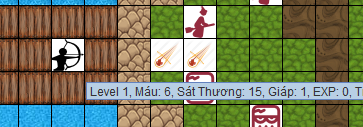 Level 1, Máu: 6, Sát Thương: 15, Giáp: 1, EXP: 0, T